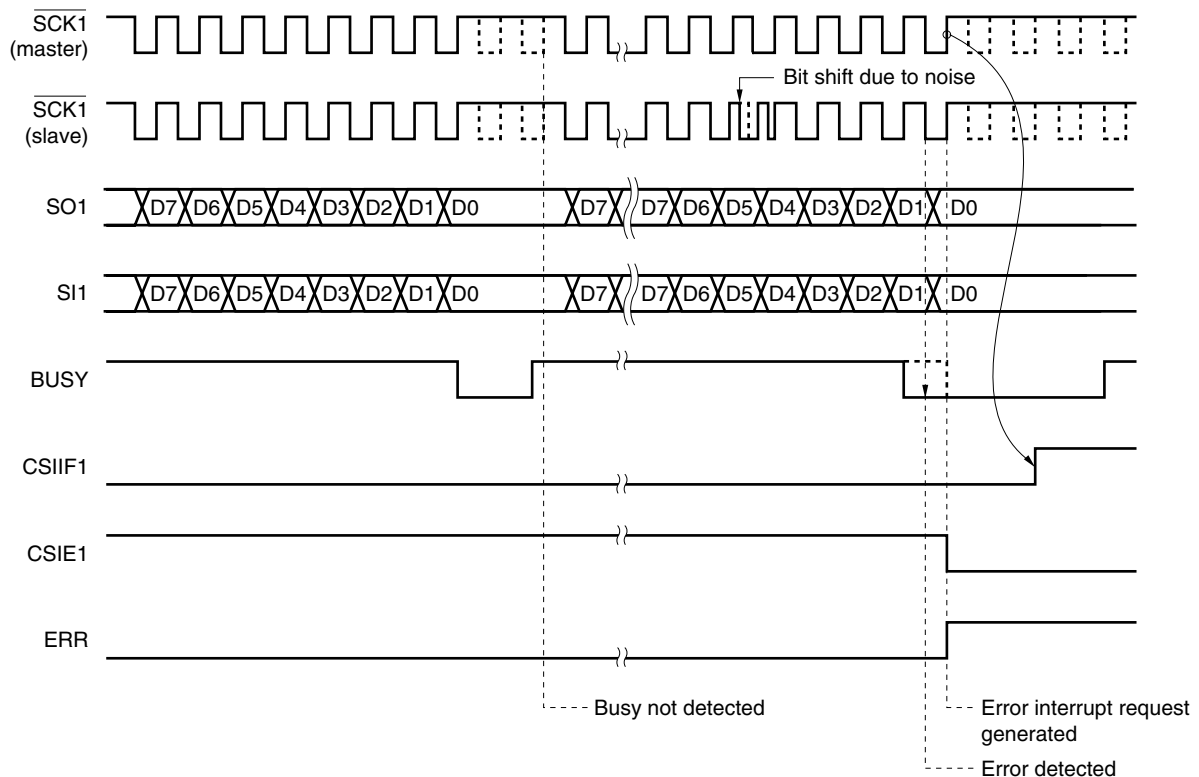 SCK1
(master)
Bit shift due to noise
SCK1
(slave)
SO1
D7 D6 D5 D4 D3 D2 D1 D0 D7 D7 D6 D5 D4 D3 D2 D1 D0
SI1
D7 D6 D5 D4 D3 D2 D1 D0 D7 D7 D6 D5 D4 D3 D2 D1 D0
BUSY
CSIIF1
CSIE1
ERR
Busy not detected
Error interrupt request
generated
Error detected